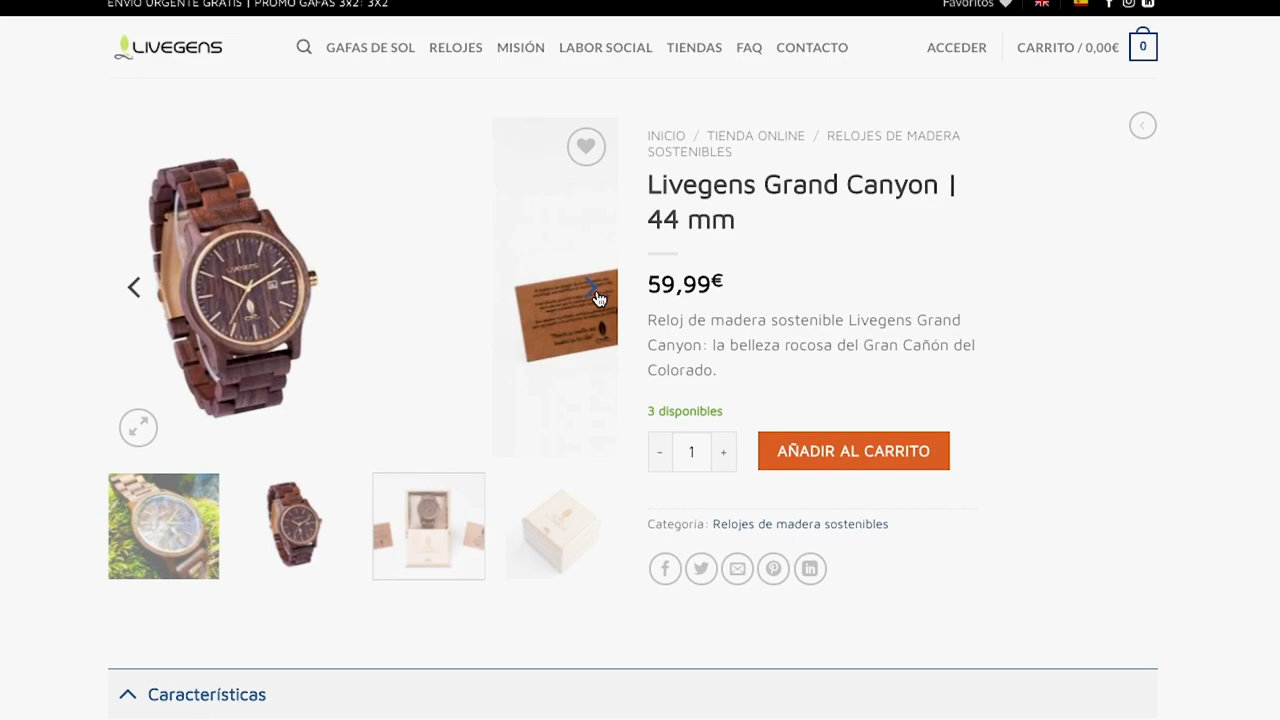 ENVÍO URGENTE GRATIS | PROMO GAFAS 3X2: 3X2
Favoritos
LIVEGENS
GAFAS DE SOL
RELOJES
MISIÓN
LABOR SOCIAL
TIENDAS
FAQ
CONTACTO
ACCEDER
CARRITO / 0,00€
0
INICIO / TIENDA ONLINE / RELOJES DE MADERA
SOSTENIBLES
Livegens Grand Canyon |
44 mm
59,99€
Reloj de madera sostenible Livegens Grand
Canyon: la belleza rocosa del Gran Cañón del
Colorado.
3 disponibles
- 1 +
AÑADIR AL CARRITO
Categoria: Relojes de madera sostenibles
LIVEGENS
Características